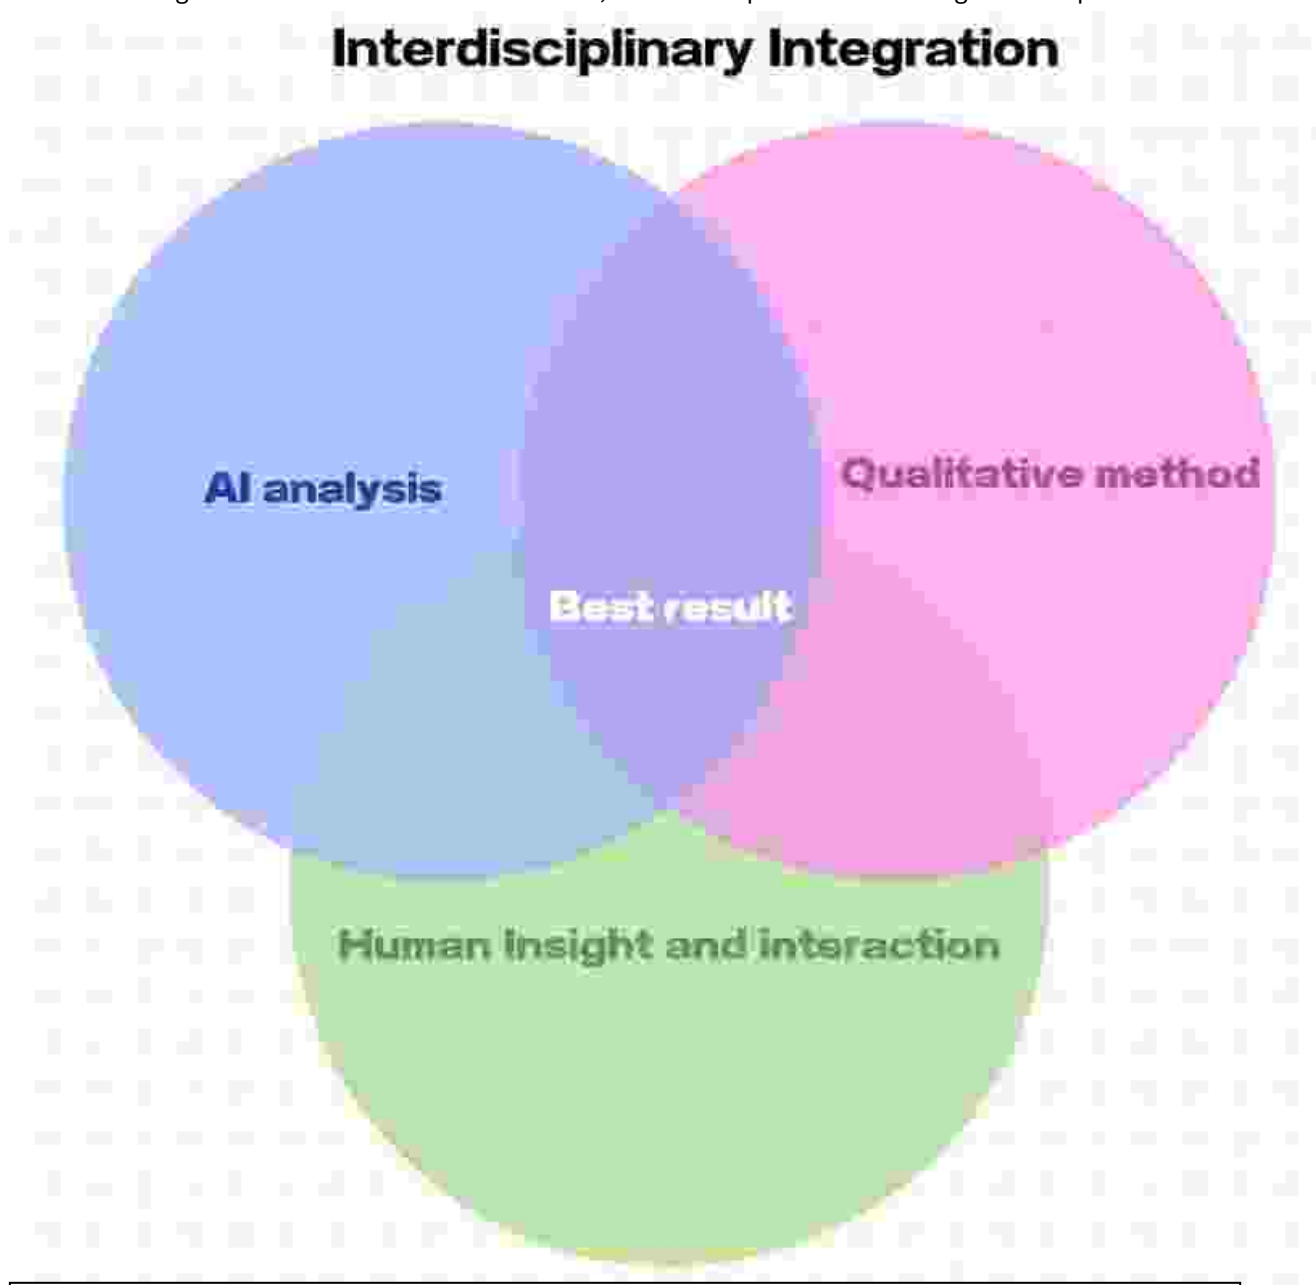 Interdisciplinary Integration
AI analysis
Qualitative method
Best result
Human Insight and interaction